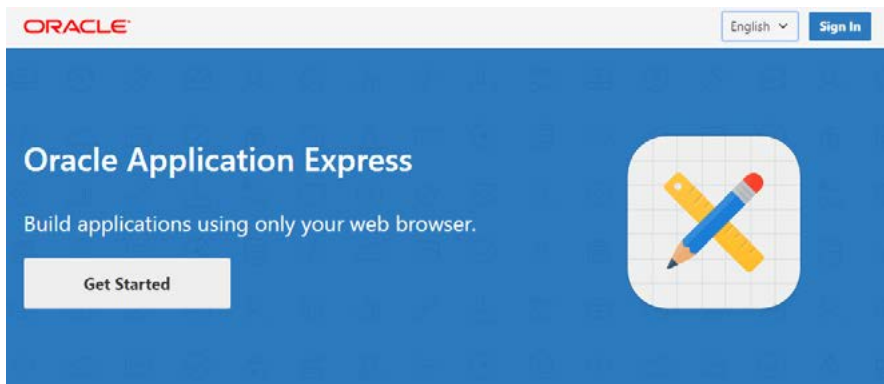 ORACLE
English
Sign In
Oracle Application Express
Build applications using only your web browser.
Get Started